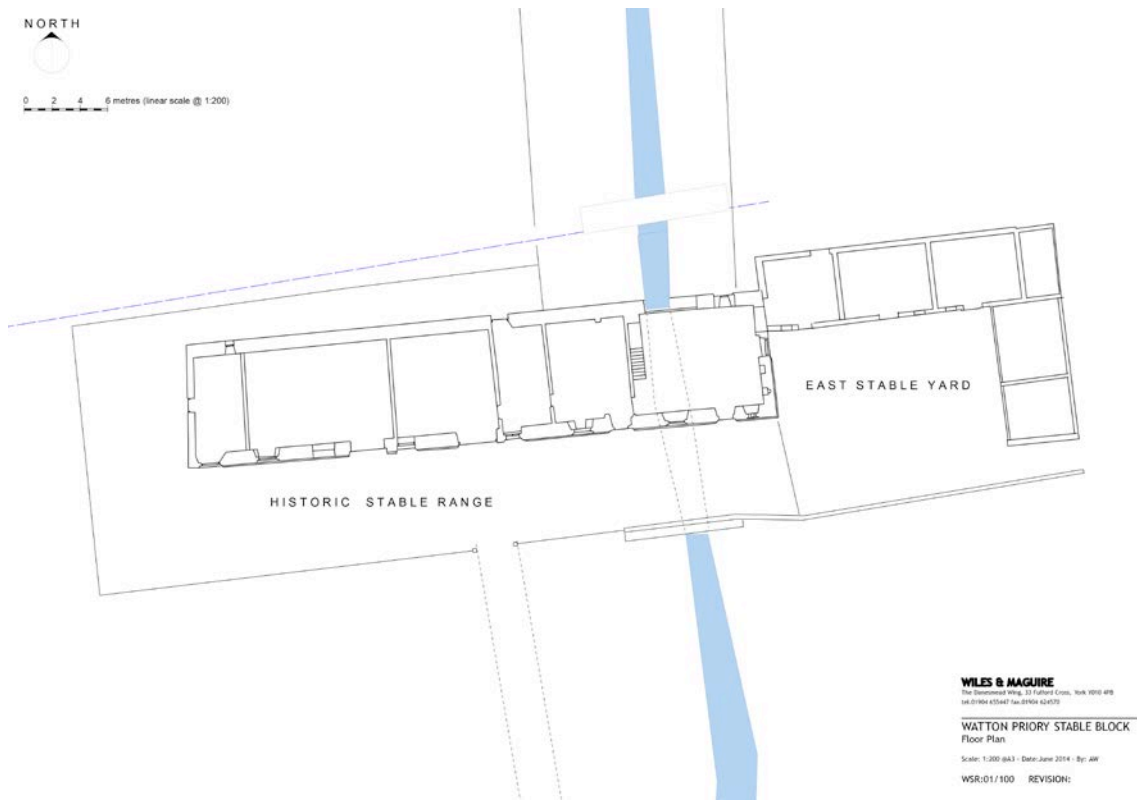 NORTH
0 2 4 6 metres (linear scale @ 1:200)
EAST STABLE YARD
HISTORIC STABLE RANGE
WILES & MAGUIRE
The Danesmead Wing, 33 Fulford Cross, York YO10 4PB
tel.01904 655447 fax.01904 624570
WATTON PRIORY STABLE BLOCK
Floor Plan
Scale: 1:200 @A3 - Date:June 2014 - By: AW
WSR:01/100 REVISION: